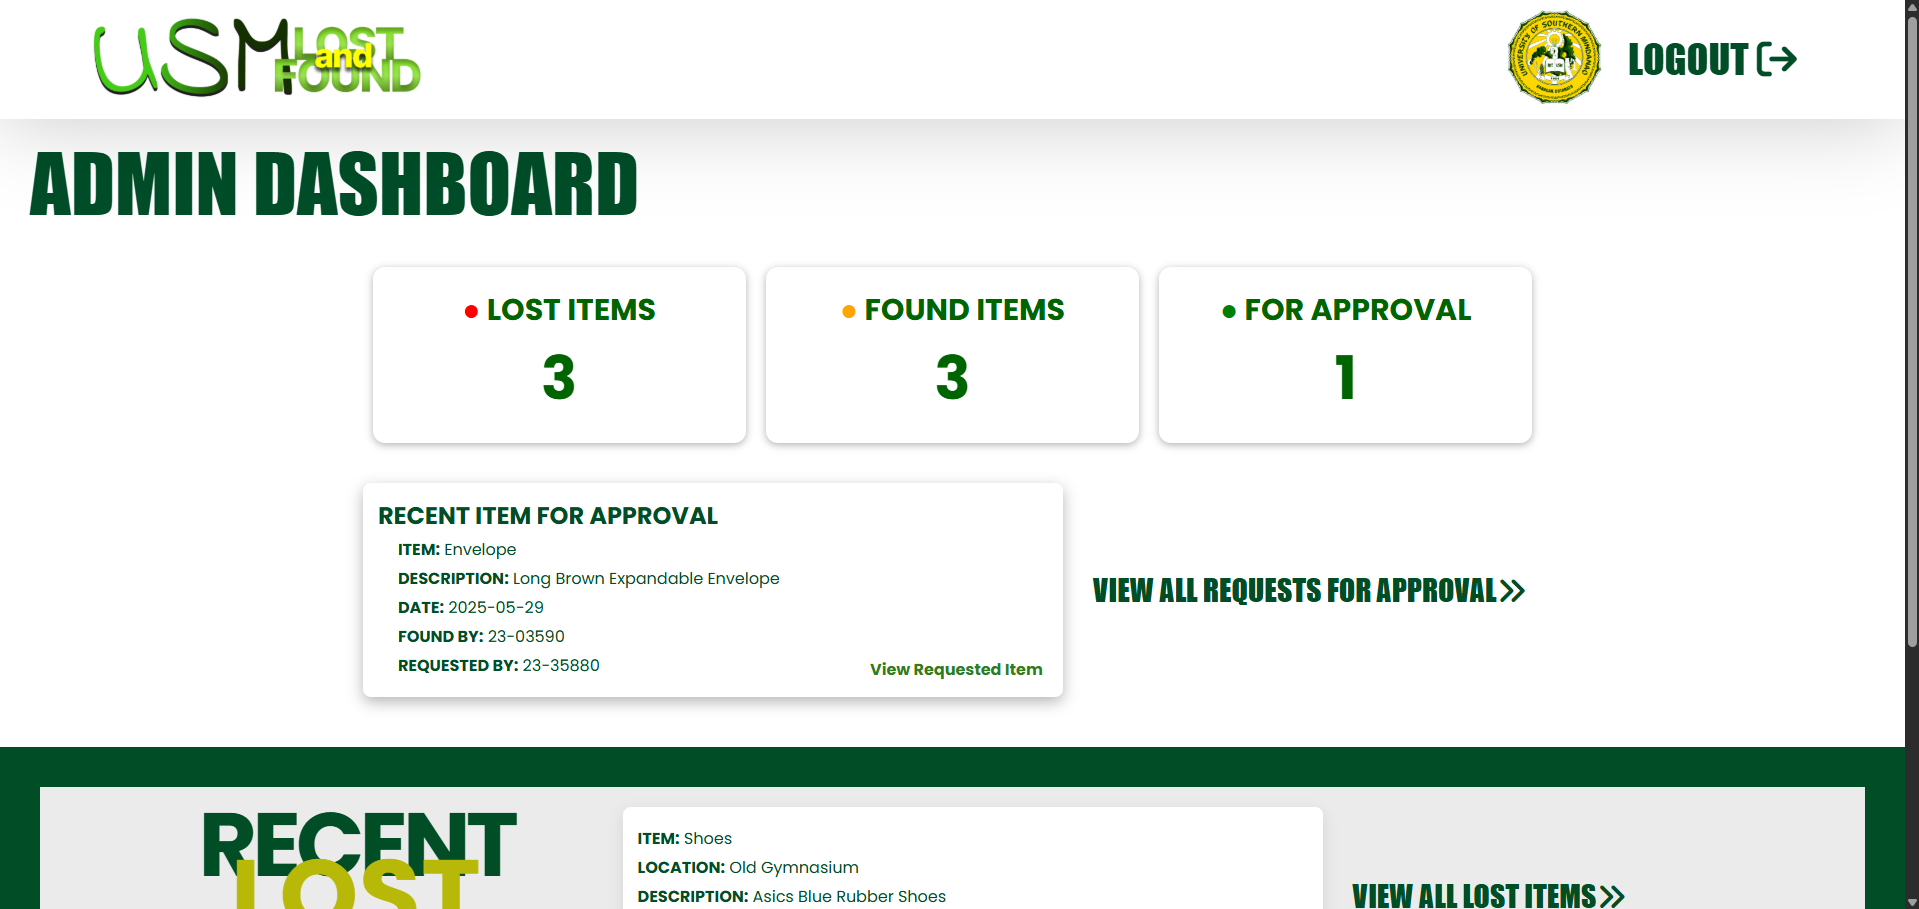 USM LOST
and
FOUND
UNIVERSITY OF SOUTHERN MINDANAO
LOGOUT
ADMIN DASHBOARD
LOST ITEMS
3
FOUND ITEMS
3
FOR APPROVAL
1
RECENT ITEM FOR APPROVAL
ITEM: Envelope
DESCRIPTION: Long Brown Expandable Envelope
DATE: 2025-05-29
FOUND BY: 23-03590
REQUESTED BY: 23-35880
View Requested Item
VIEW ALL REQUESTS FOR APPROVAL
RECENT
LOST
ITEM: Shoes
LOCATION: Old Gymnasium
DESCRIPTION: Asics Blue Rubber Shoes
VIEW ALL LOST ITEMS